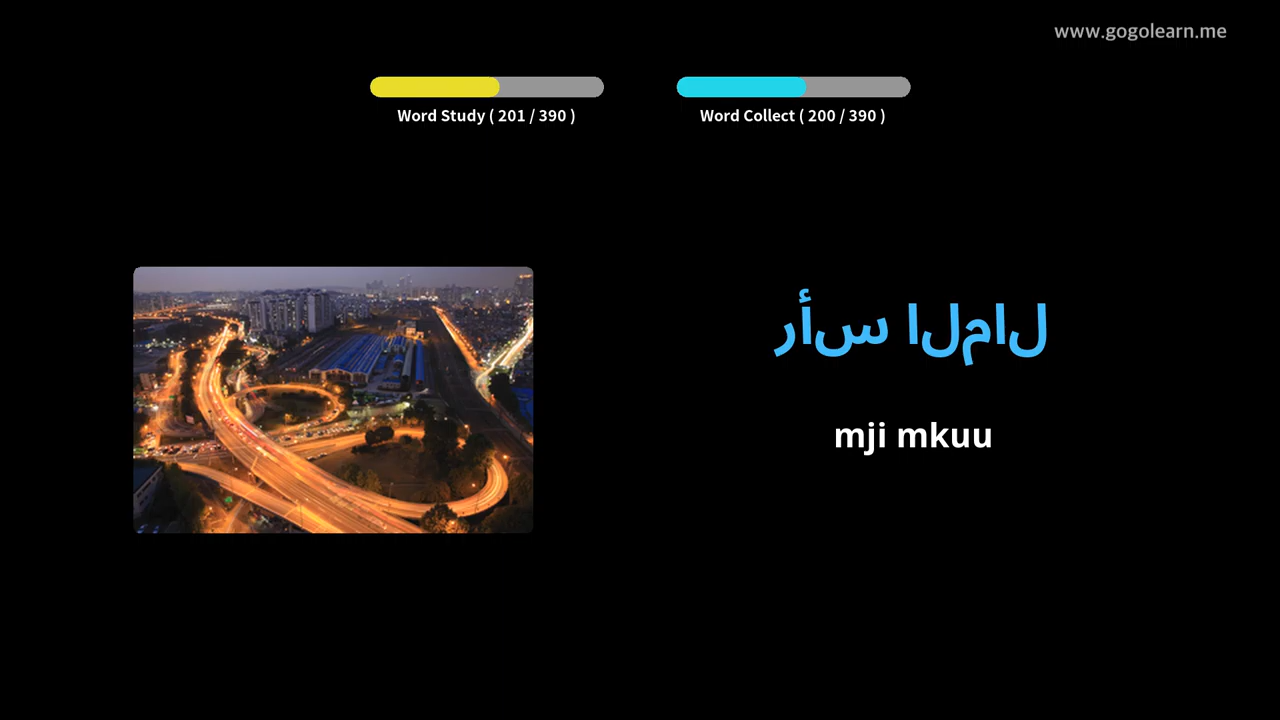 www.gogolearn.me
Word Study ( 201 / 390 )
Word Collect ( 200 / 390 )
رأس المال
mji mkuu